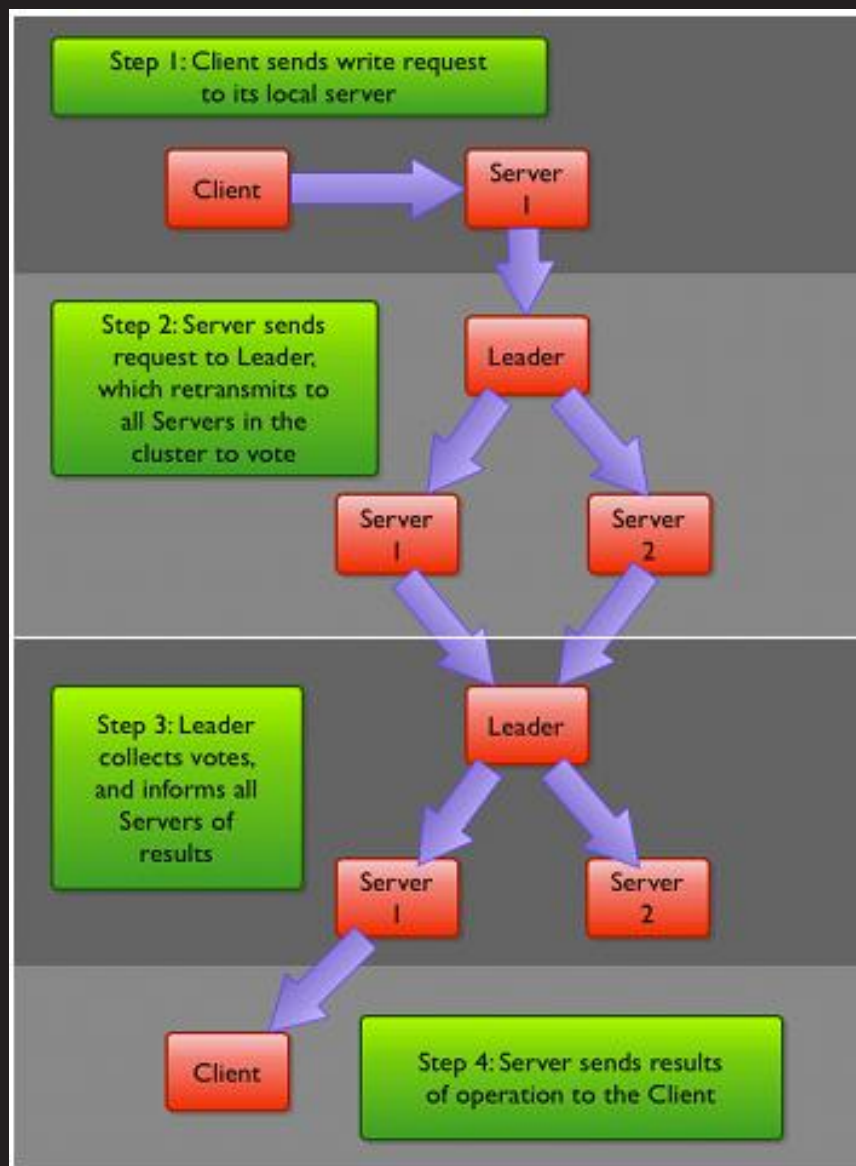 Step 1: Client sends write request
to its local server
Client
Server
1
Step 2: Server sends
request to Leader,
which retransmits to
all Servers in the
cluster to vote
Leader
Server
1
Server
2
Step 3: Leader
collects votes,
and informs all
Servers of
results
Leader
Server
1
Server
2
Client
Step 4: Server sends results
of operation to the Client